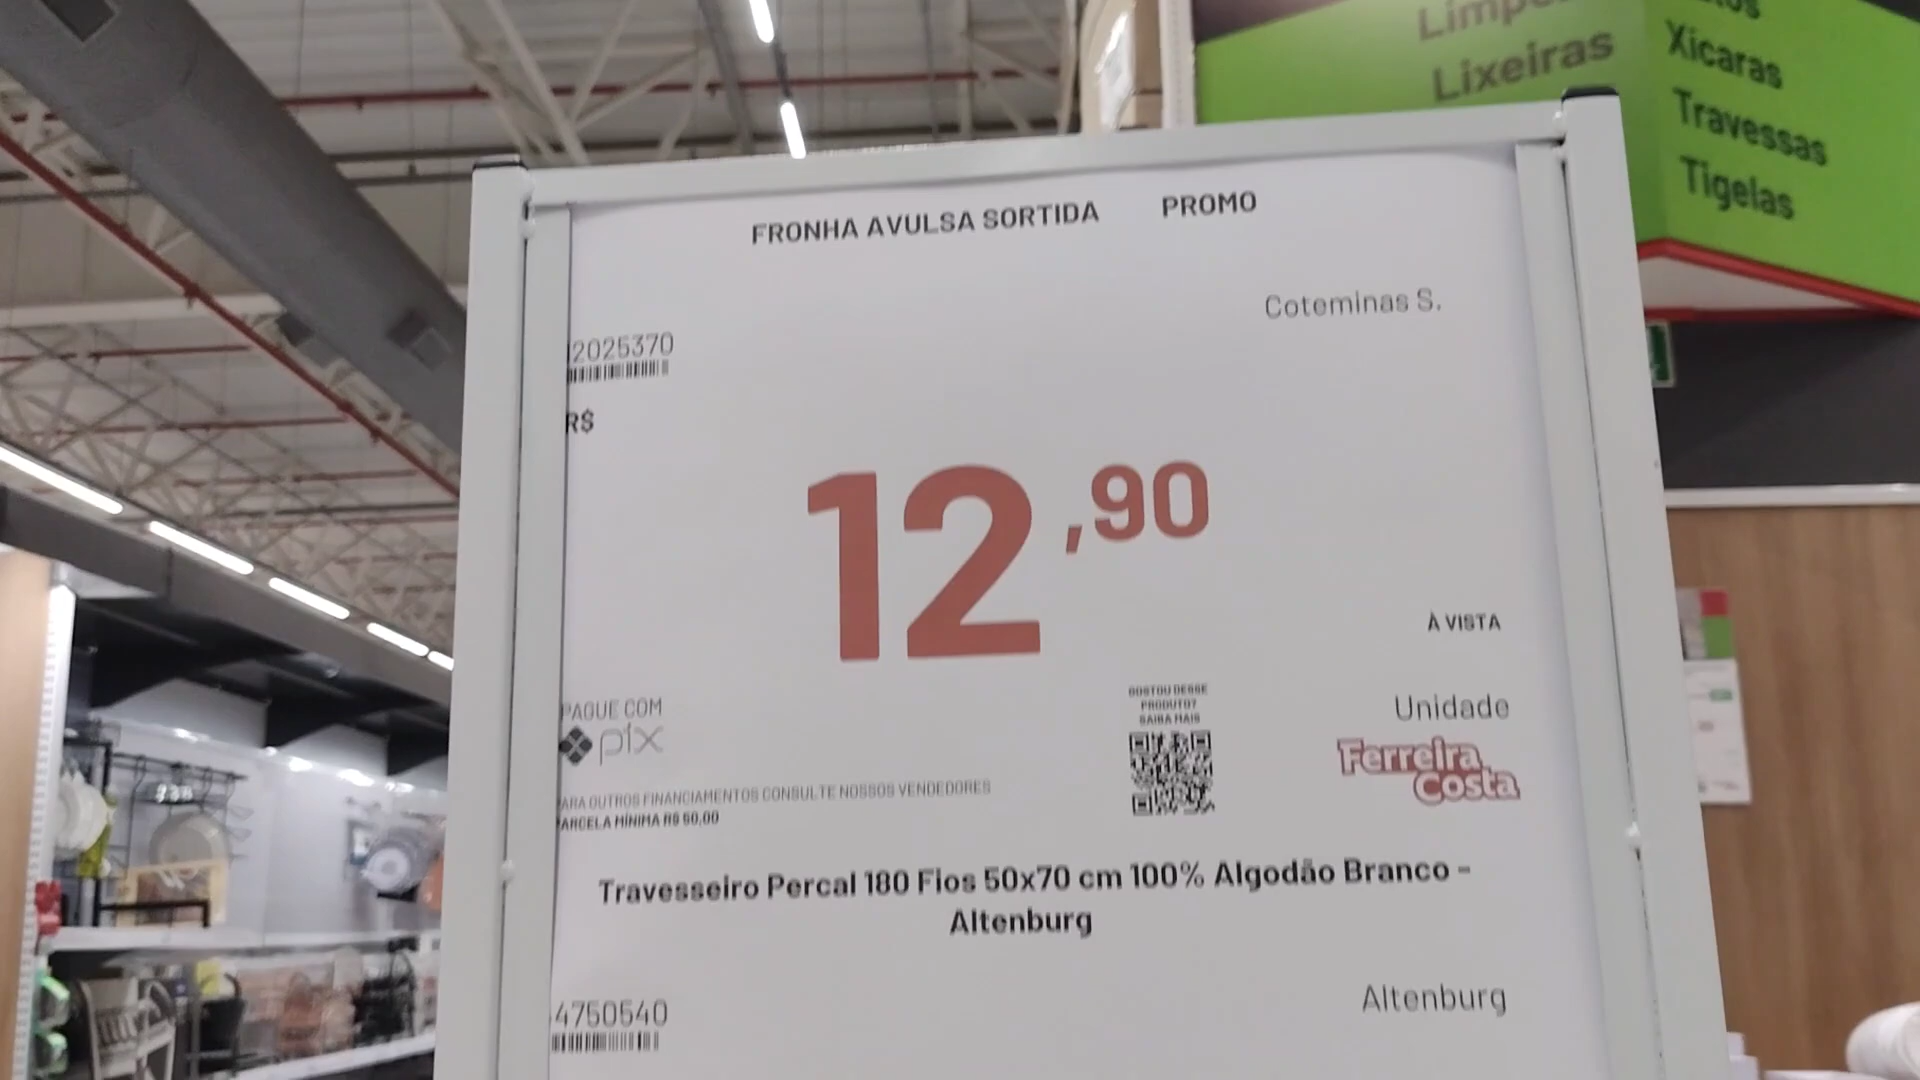 Lixeiras
Xícaras
Travessas
Tigelas
FRONHA AVULSA SORTIDA PROMO
Coteminas S.
12025370
R$
12,90
À VISTA
PAGUE COM
pix
GOSTOU DESSE
PRODUTO?
SAIBA MAIS
Unidade
Ferreira
Costa
ARA OUTROS FINANCIAMENTOS CONSULTE NOSSOS VENDEDORES
ARCELA MÍNIMA R$ 50,00
Travesseiro Percal 180 Fios 50x70 cm 100% Algodão Branco -
Altenburg
Altenburg
4750540